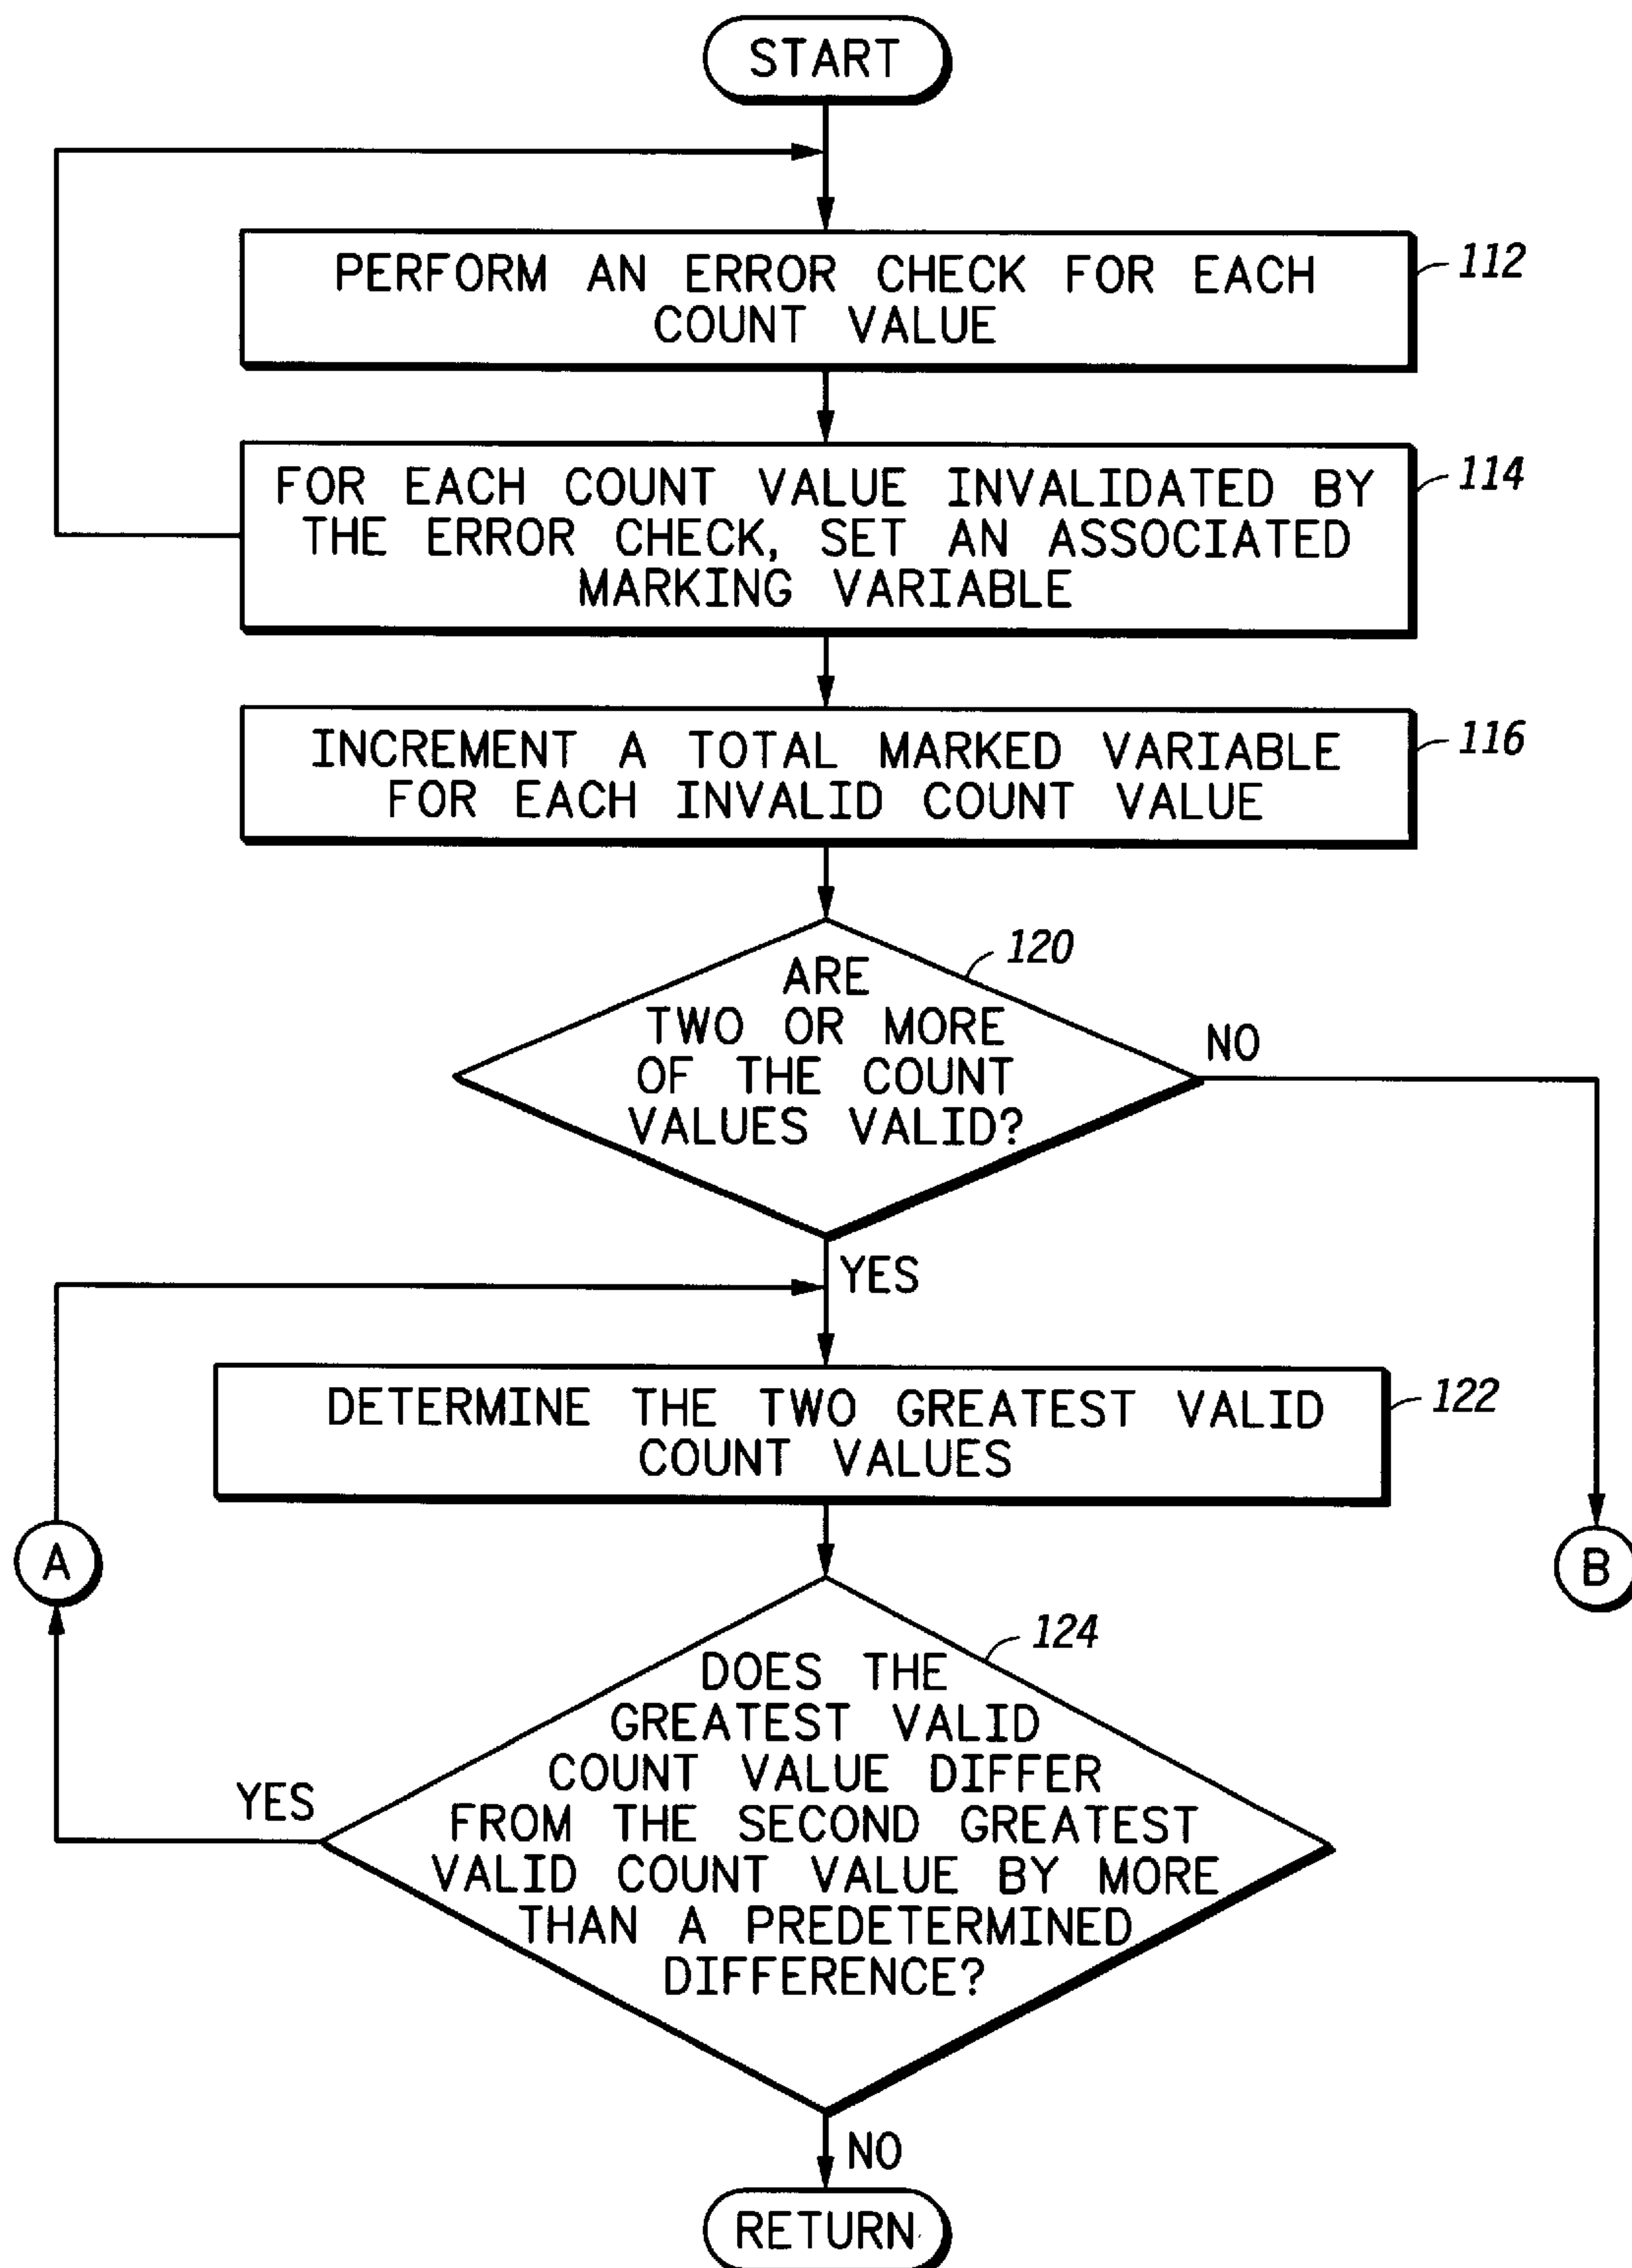 START
PERFORM AN ERROR CHECK FOR EACH
COUNT VALUE
112
FOR EACH COUNT VALUE INVALIDATED BY
THE ERROR CHECK, SET AN ASSOCIATED
MARKING VARIABLE
114
INCREMENT A TOTAL MARKED VARIABLE
FOR EACH INVALID COUNT VALUE
116
120
ARE
TWO OR MORE
OF THE COUNT
VALUES VALID?
NO
YES
DETERMINE THE TWO GREATEST VALID
COUNT VALUES
122
A
B
124
DOES THE
GREATEST VALID
COUNT VALUE DIFFER
FROM THE SECOND GREATEST
VALID COUNT VALUE BY MORE
THAN A PREDETERMINED
DIFFERENCE?
YES
NO
RETURN